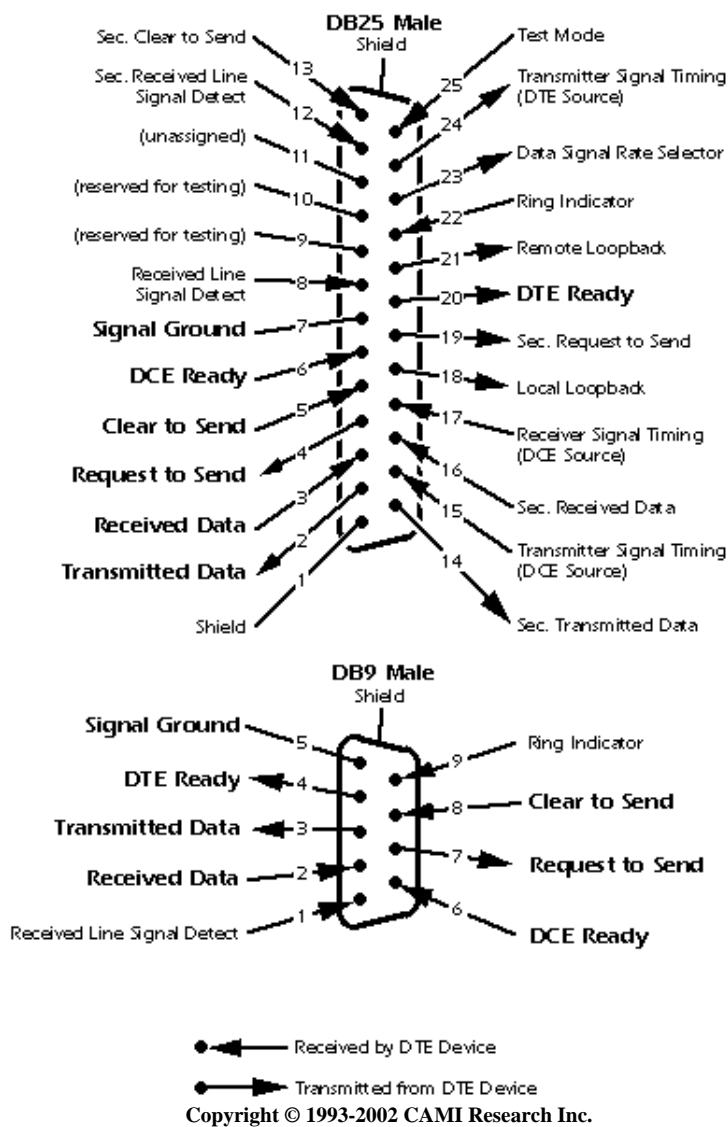 DB25 Male
Shield
Sec. Clear to Send
13
Sec. Received Line
Signal Detect
12
(unassigned)
11
(reserved for testing)
10
(reserved for testing)
9
Received Line
Signal Detect
8
Signal Ground
7
DCE Ready
6
Clear to Send
5
Request to Send
4
Received Data
3
Transmitted Data
2
Shield
1
25
Test Mode
24
Transmitter Signal Timing
(DTE Source)
23
Data Signal Rate Selector
22
Ring Indicator
21
Remote Loopback
20
DTE Ready
19
Sec. Request to Send
18
Local Loopback
17
Receiver Signal Timing
(DCE Source)
16
Sec. Received Data
15
Transmitter Signal Timing
(DCE Source)
14
Sec. Transmitted Data
DB9 Male
Shield
Signal Ground
5
DTE Ready
4
Transmitted Data
3
Received Data
2
Received Line Signal Detect
1
9
Ring Indicator
8
Clear to Send
7
Request to Send
6
DCE Ready
Received by DTE Device
Transmitted from DTE Device
Copyright © 1993-2002 CAMI Research Inc.